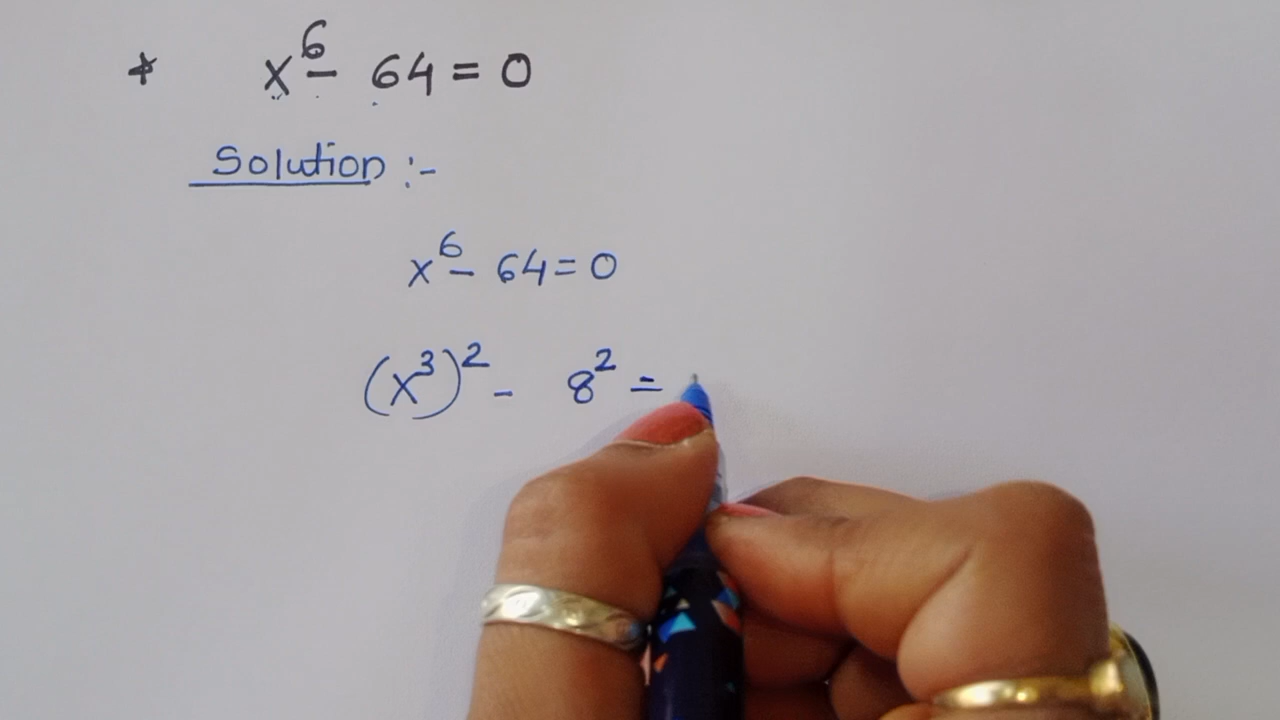 * x⁶ - 64 = 0
Solution :-
x⁶ - 64 = 0
(x³)² - 8² =